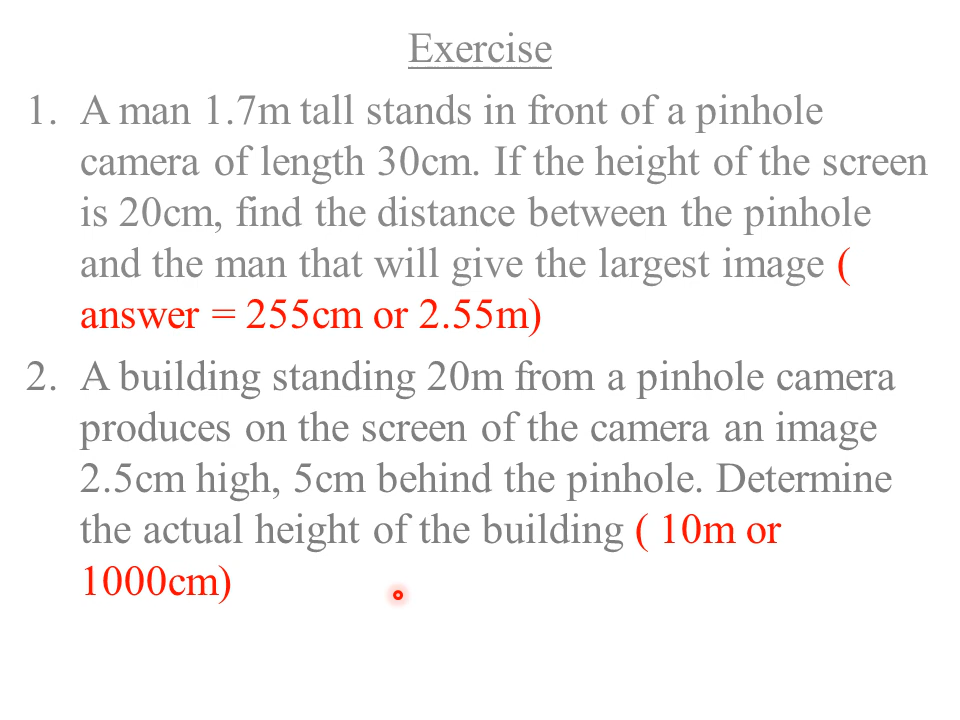 Exercise
1. A man 1.7m tall stands in front of a pinhole
camera of length 30cm. If the height of the screen
is 20cm, find the distance between the pinhole
and the man that will give the largest image (
answer = 255cm or 2.55m)
2. A building standing 20m from a pinhole camera
produces on the screen of the camera an image
2.5cm high, 5cm behind the pinhole. Determine
the actual height of the building ( 10m or
1000cm)